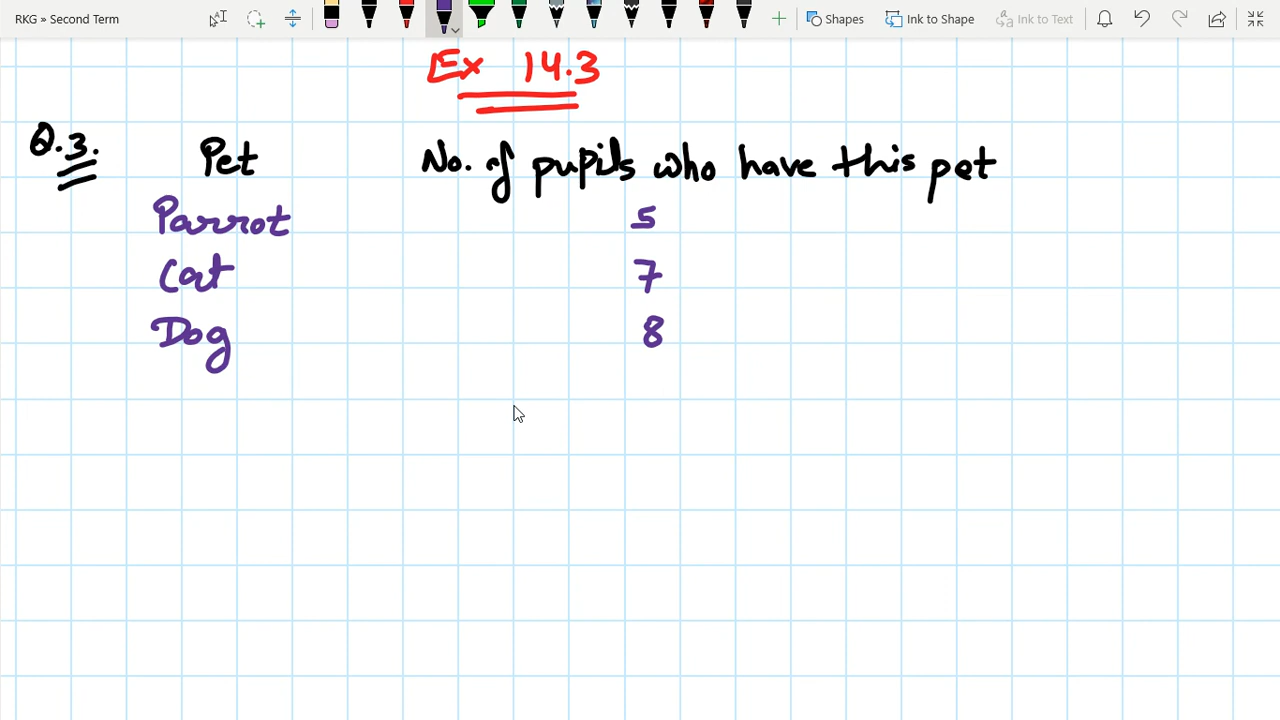 RKG » Second Term Shapes Ink to Shape Ink to Text
Ex 14.3
Q.3. Pet No. of pupils who have this pet
Parrot 5
Cat 7
Dog 8